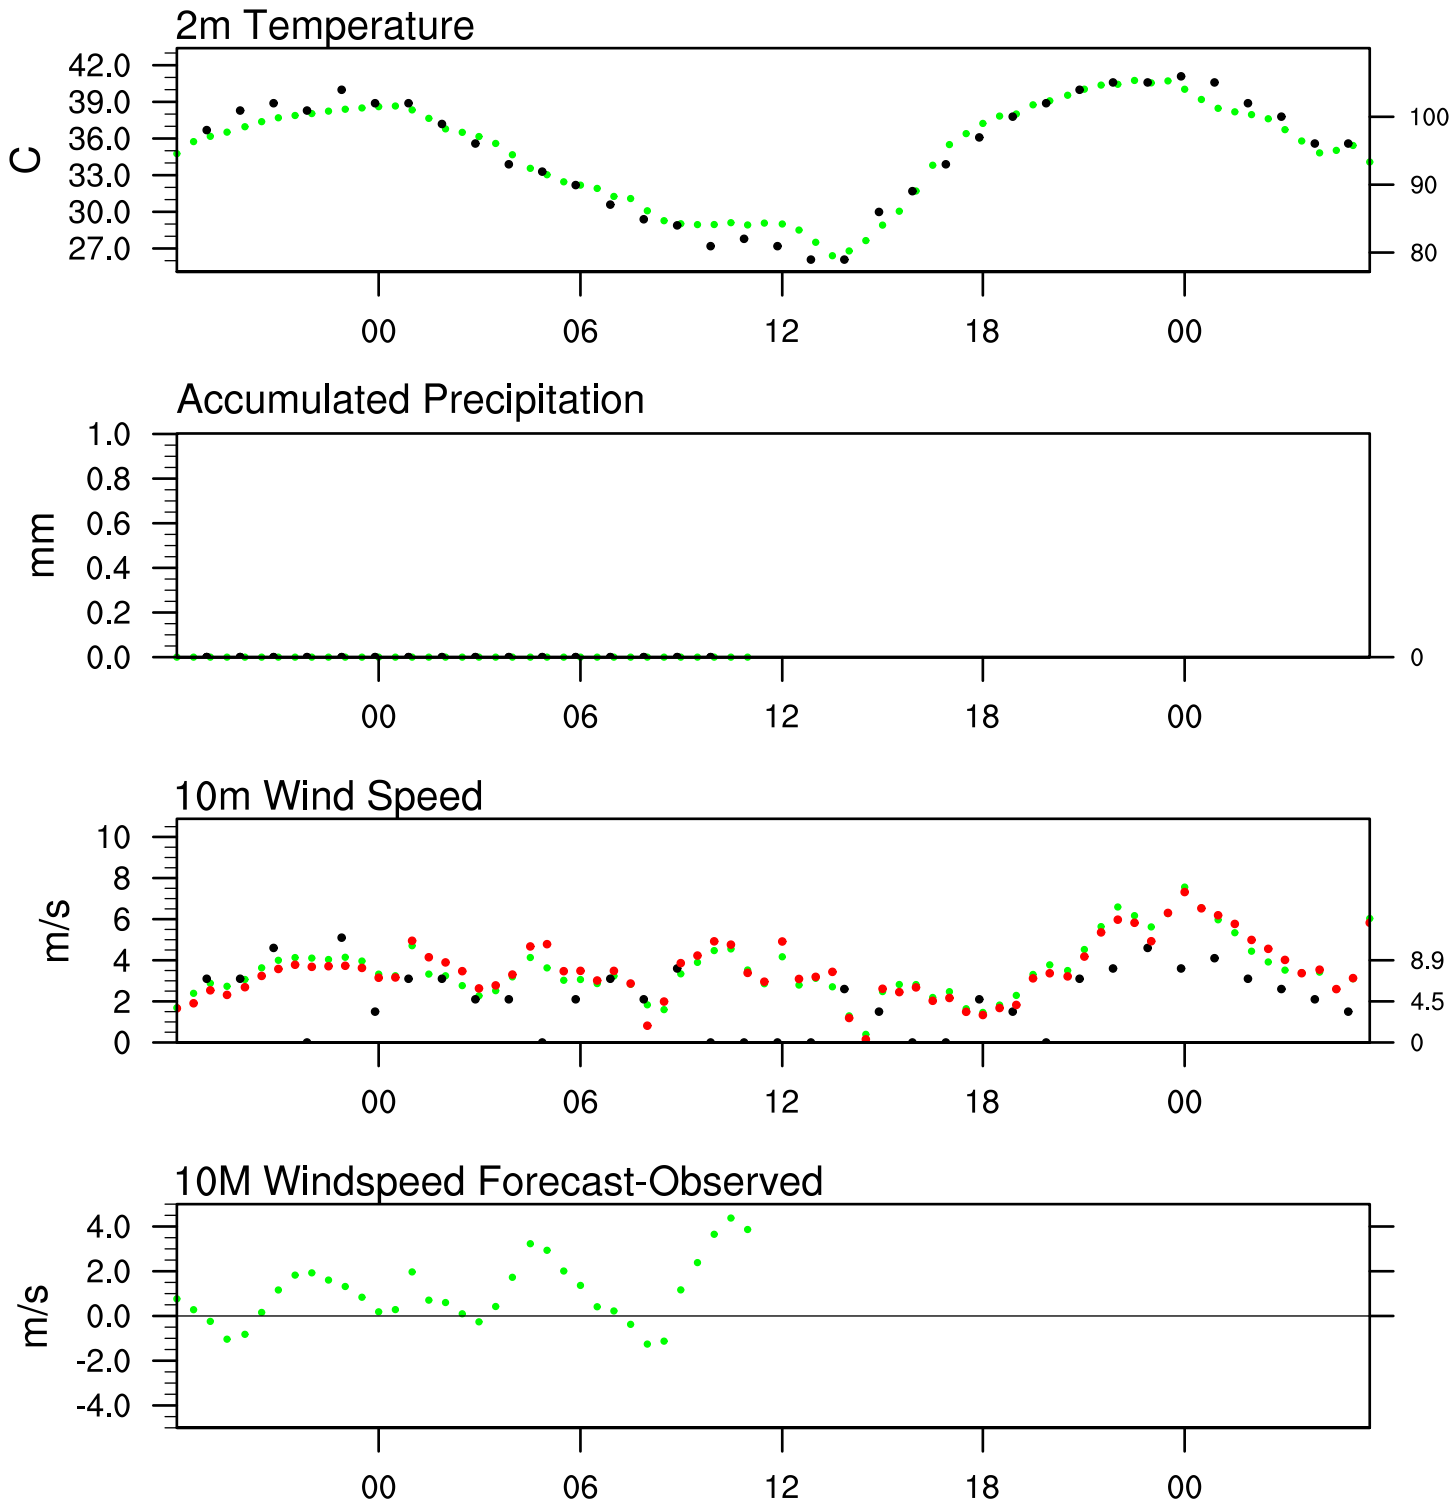 2m Temperature
42.0
39.0
36.0
33.0
30.0
27.0
C
100
90
80
00 06 12 18 00
Accumulated Precipitation
1.0
0.8
0.6
0.4
0.2
0.0
mm
0
00 06 12 18 00
10m Wind Speed
10
8
6
4
2
0
m/s
8.9
4.5
0
00 06 12 18 00
10M Windspeed Forecast-Observed
4.0
2.0
0.0
-2.0
-4.0
m/s
00 06 12 18 00